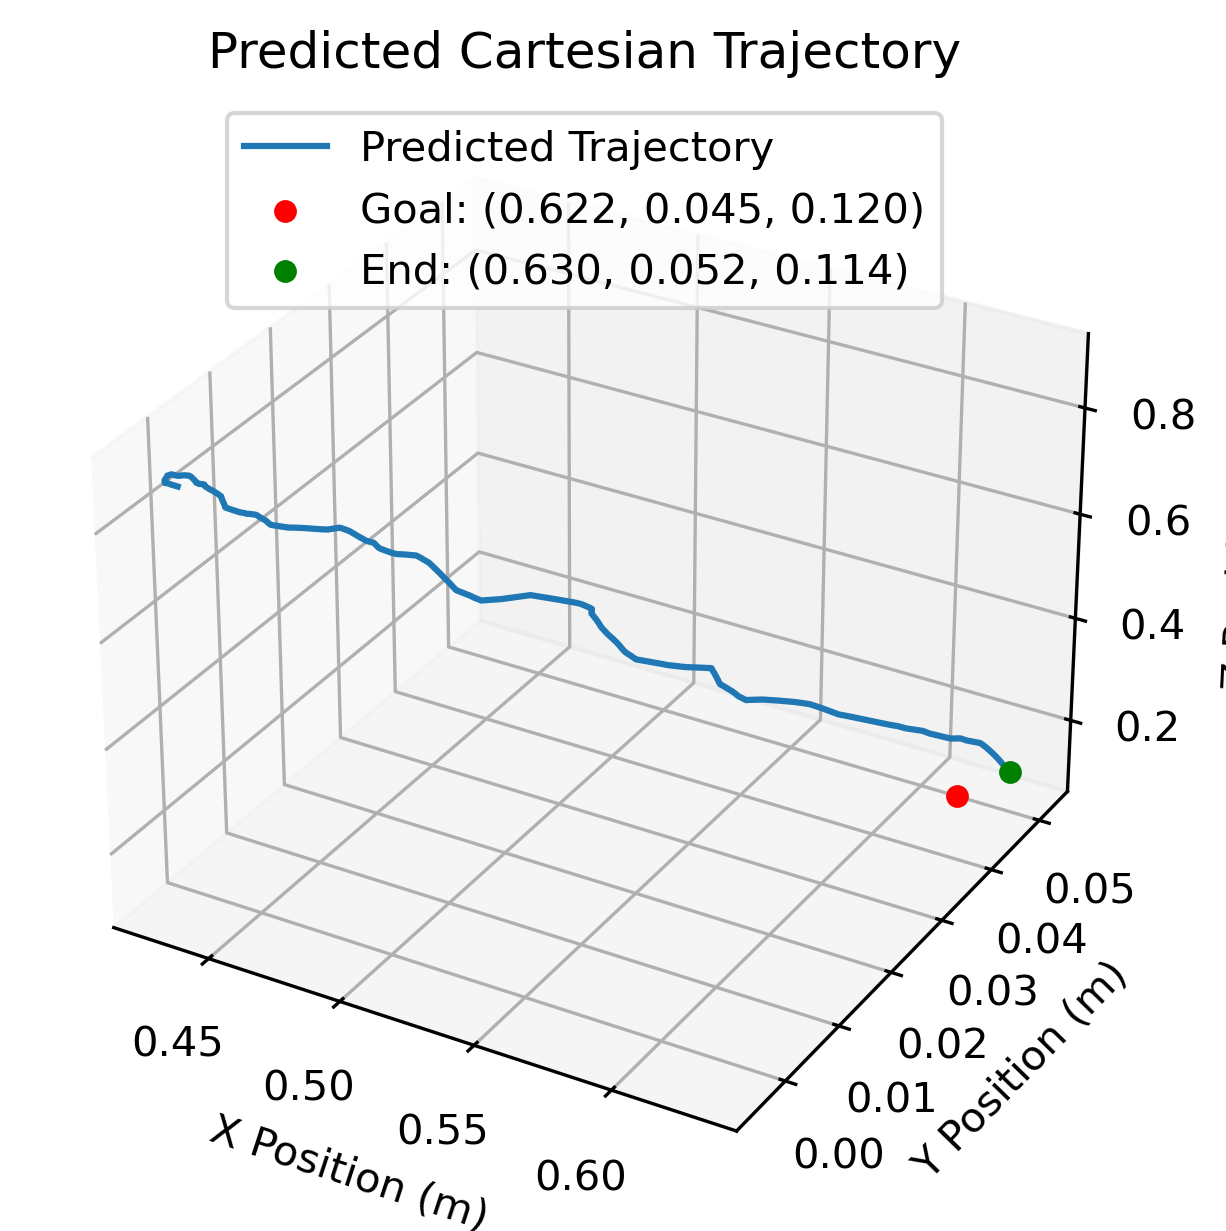 Predicted Cartesian Trajectory
Predicted Trajectory
Goal: (0.622, 0.045, 0.120)
End: (0.630, 0.052, 0.114)
0.8
0.6
0.4
0.2
0.05
0.04
0.03
0.02
0.01
0.00
Y Position (m)
0.45
0.50
0.55
0.60
X Position (m)